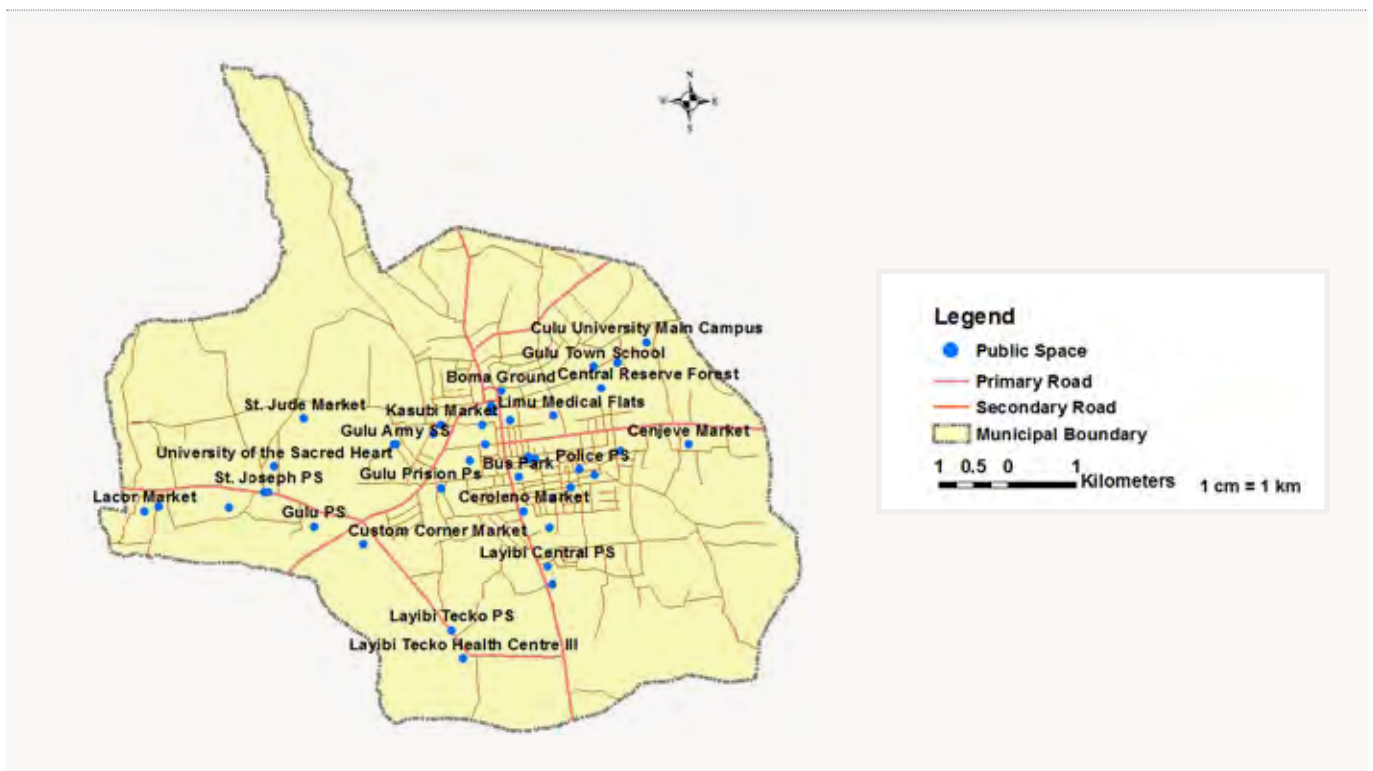 N
W E
S
Culu University Main Campus
Gulu Town School
Boma Ground Central Reserve Forest
St. Jude Market Kasubi Market Limu Medical Flats
Gulu Army SS Cenjeve Market
University of the Sacred Heart Bus Park Police PS
St. Joseph PS Gulu Prision Ps
Lacor Market Ceroleno Market
Gulu PS
Custom Corner Market
Layibi Central PS
Layibi Tecko PS
Layibi Tecko Health Centre III
Legend
Public Space
Primary Road
Secondary Road
Municipal Boundary
1 0.5 0 1
Kilometers 1 cm = 1 km